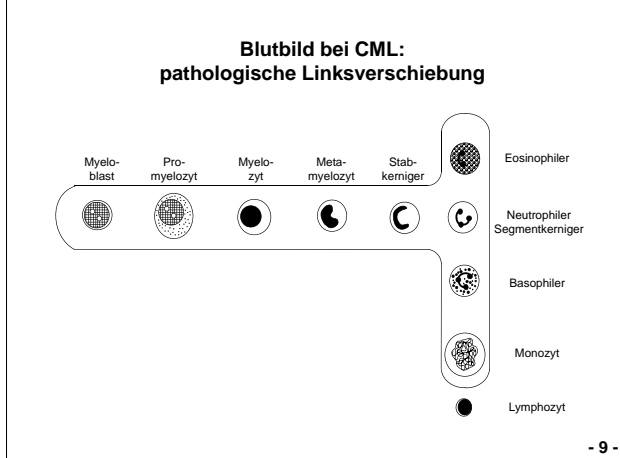 Blutbild bei CML:
pathologische Linksverschiebung
Myelo-
blast
Pro-
myelozyt
Myelo-
zyt
Meta-
myelozyt
Stab-
kerniger
Eosinophiler
Neutrophiler
Segmentkerniger
Basophiler
Monozyt
Lymphozyt
- 9 -